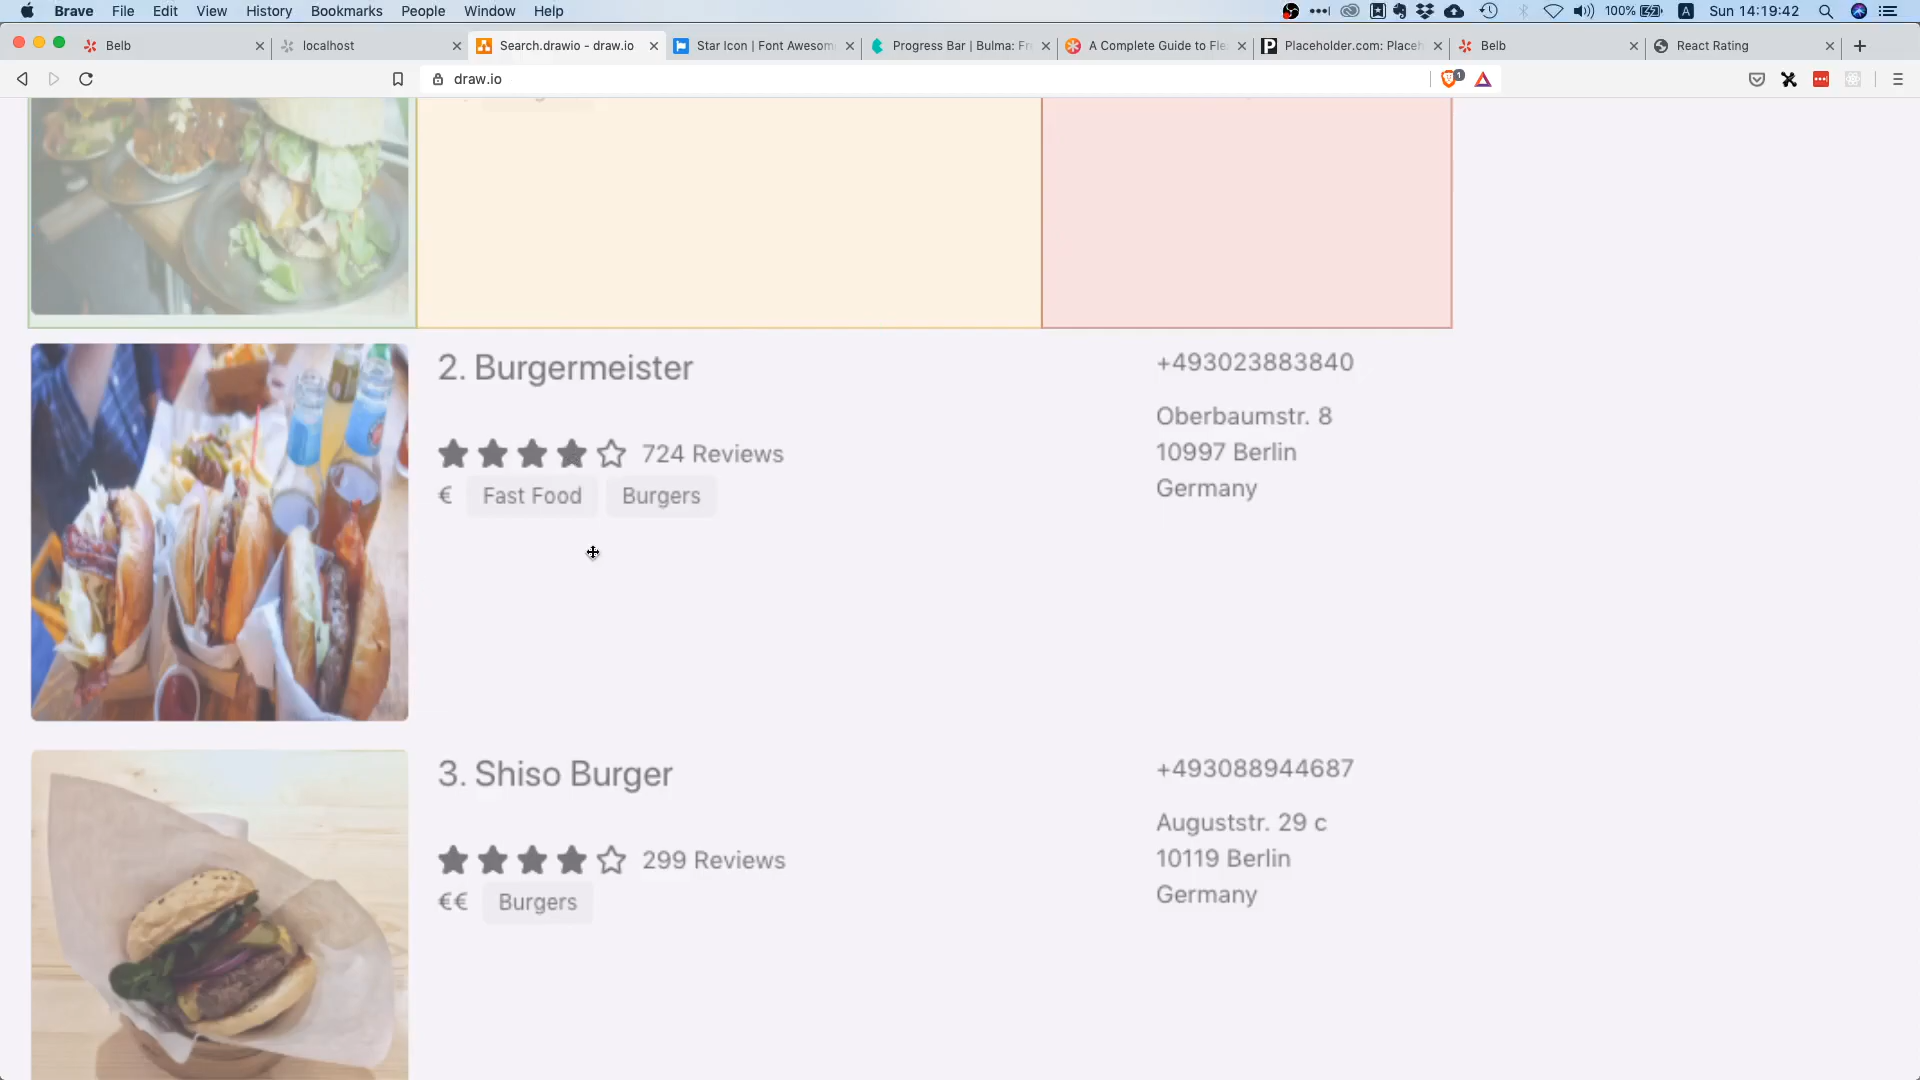 Brave File Edit View History Bookmarks People Window Help 100% A Sun 14:19:42
Belb localhost Search.drawio - draw.io Star Icon | Font Awesom Progress Bar | Bulma: Fr A Complete Guide to Fle Placeholder.com: Placeh Belb React Rating
draw.io 1
2. Burgermeister
724 Reviews
€ Fast Food Burgers
+493023883840
Oberbaumstr. 8
10997 Berlin
Germany
3. Shiso Burger
299 Reviews
€€ Burgers
+493088944687
Auguststr. 29 c
10119 Berlin
Germany